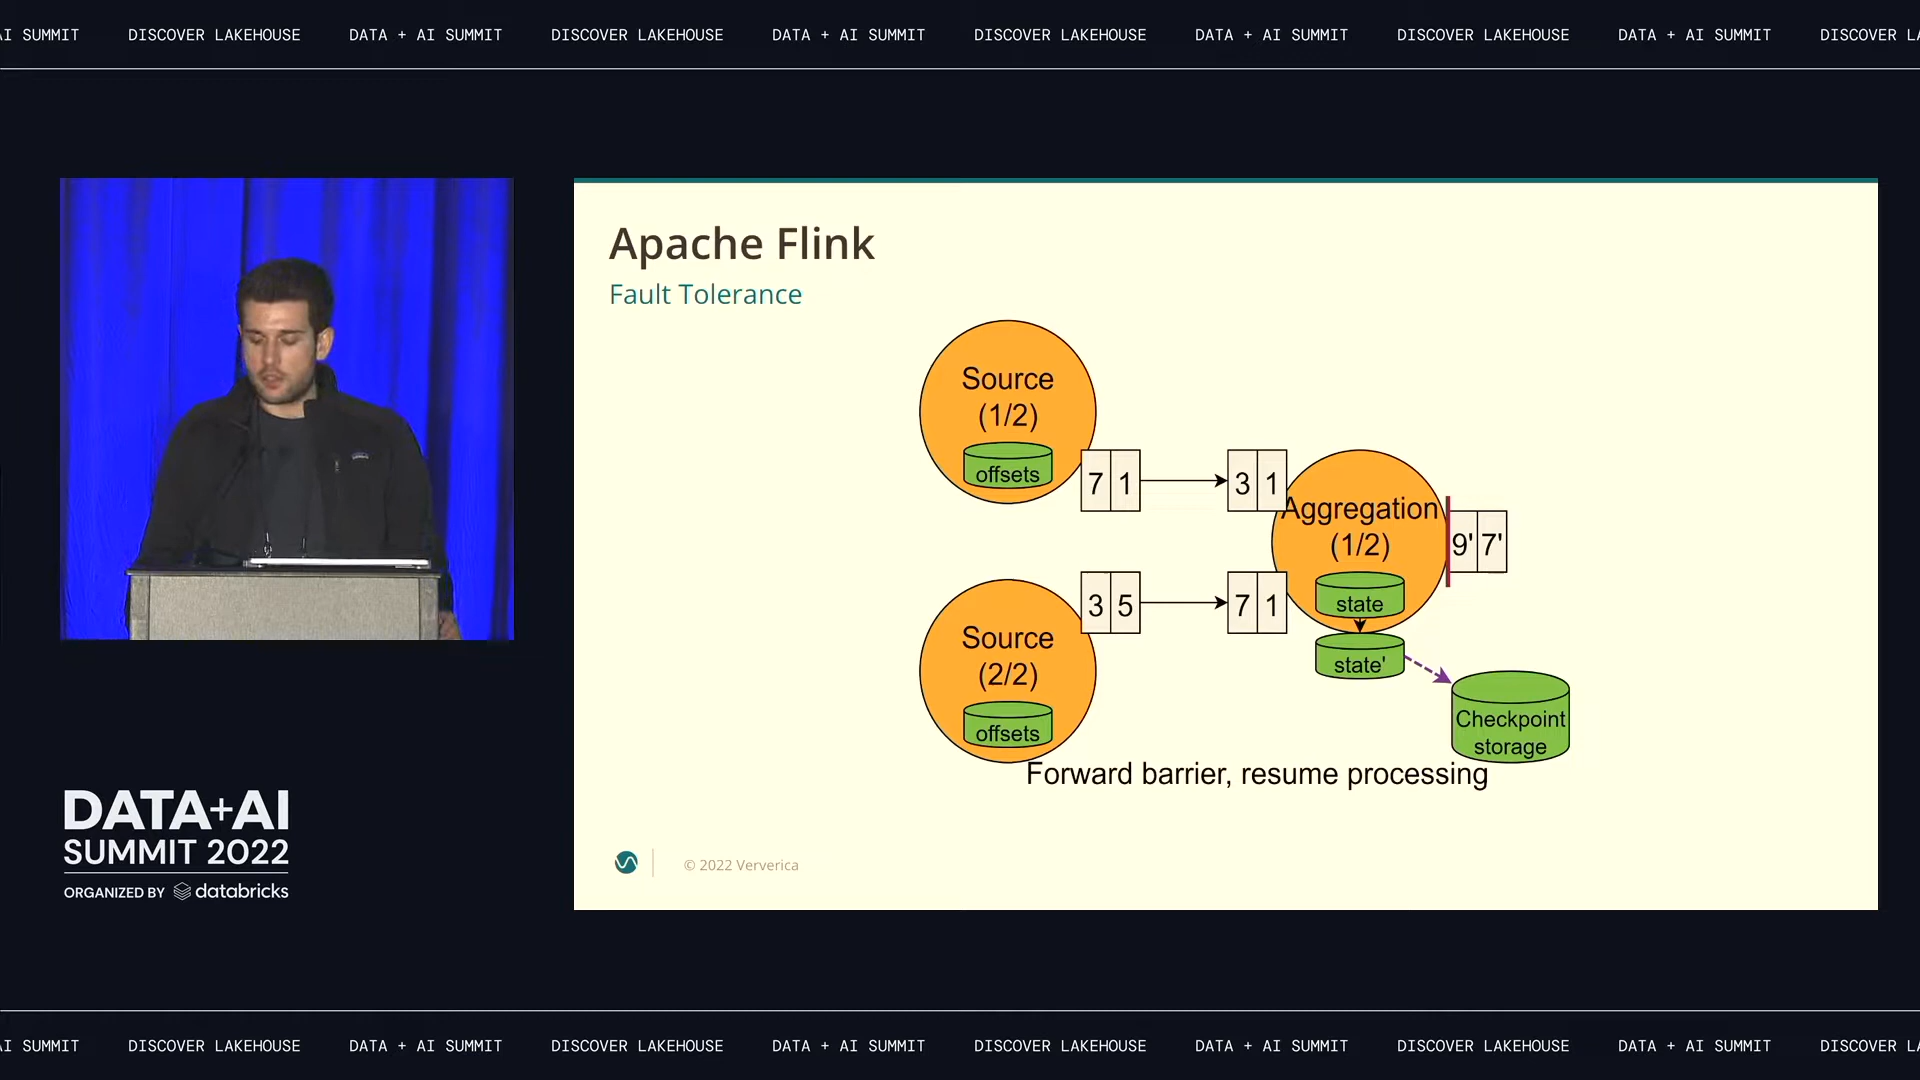 AI SUMMIT DISCOVER LAKEHOUSE DATA + AI SUMMIT DISCOVER LAKEHOUSE DATA + AI SUMMIT DISCOVER LAKEHOUSE DATA + AI SUMMIT DISCOVER LAKEHOUSE DATA + AI SUMMIT DISCOVER LA
Apache Flink
Fault Tolerance
Source
(1/2)
offsets
7 1
3 1
Aggregation
(1/2)
9' 7'
state
state'
3 5
7 1
Source
(2/2)
offsets
Checkpoint
storage
Forward barrier, resume processing
© 2022 Ververica
DATA+AI
SUMMIT 2022
ORGANIZED BY databricks
AI SUMMIT DISCOVER LAKEHOUSE DATA + AI SUMMIT DISCOVER LAKEHOUSE DATA + AI SUMMIT DISCOVER LAKEHOUSE DATA + AI SUMMIT DISCOVER LAKEHOUSE DATA + AI SUMMIT DISCOVER LA